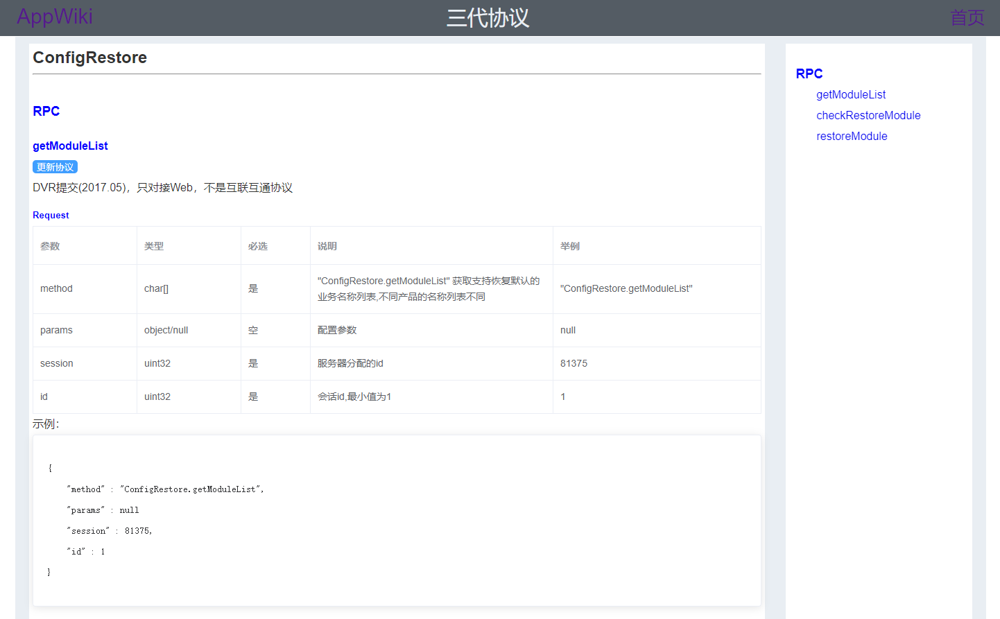 AppWiki
三代协议
首页
ConfigRestore
RPC
getModuleList
更新协议
DVR提交(2017.05)，只对接Web，不是互联互通协议
Request
参数 类型 必选 说明 举例
method char[] 是 "ConfigRestore.getModuleList" 获取支持恢复默认的 "ConfigRestore.getModuleList"
业务名称列表,不同产品的名称列表不同
params object/null 空 配置参数 null
session uint32 是 服务器分配的id 81375
id uint32 是 会话id,最小值为1 1
示例：
{
"method" : "ConfigRestore.getModuleList",
"params" : null
"session" : 81375,
"id" : 1
}
RPC
getModuleList
checkRestoreModule
restoreModule